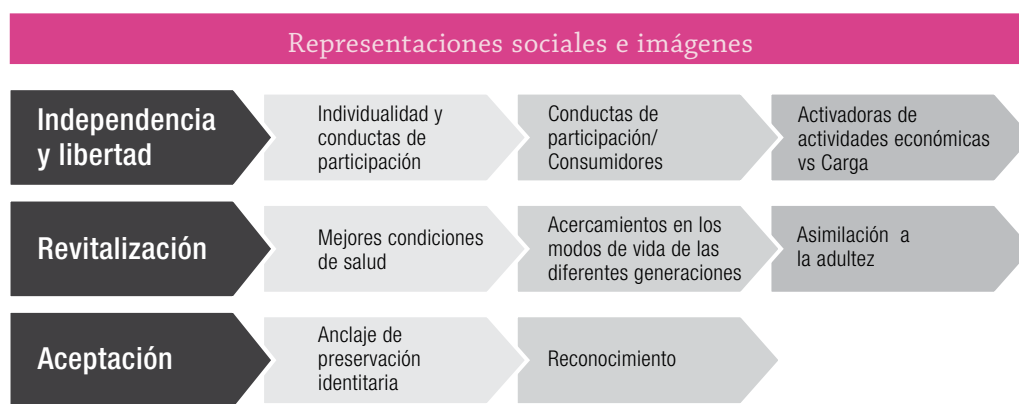 Representaciones sociales e imágenes
Independencia
y libertad
Individualidad y
conductas de
participación
Conductas de
participación/
Consumidores
Activadoras de
actividades económicas
vs Carga
Revitalización
Mejores condiciones
de salud
Acercamientos en los
modos de vida de las
diferentes generaciones
Asimilación a
la adultez
Aceptación
Anclaje de
preservación
identitaria
Reconocimiento